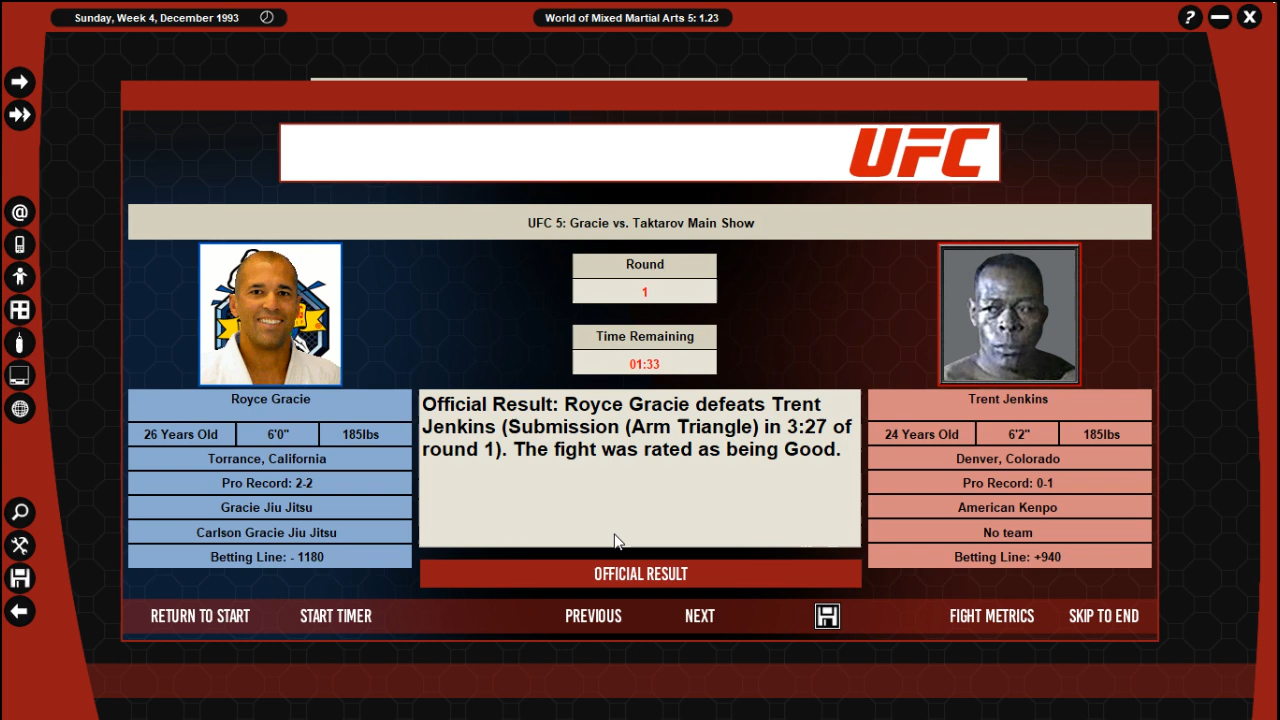 Sunday, Week 4, December 1993
World of Mixed Martial Arts 5: 1.23
?
X
@
UFC
UFC 5: Gracie vs. Taktarov Main Show
Round
1
Time Remaining
01:33
Royce Gracie
26 Years Old 6'0" 185lbs
Torrance, California
Pro Record: 2-2
Gracie Jiu Jitsu
Carlson Gracie Jiu Jitsu
Betting Line: - 1180
Official Result: Royce Gracie defeats Trent
Jenkins (Submission (Arm Triangle) in 3:27 of
round 1). The fight was rated as being Good.
OFFICIAL RESULT
Trent Jenkins
24 Years Old 6'2" 185lbs
Denver, Colorado
Pro Record: 0-1
American Kenpo
No team
Betting Line: +940
RETURN TO START START TIMER PREVIOUS NEXT FIGHT METRICS SKIP TO END